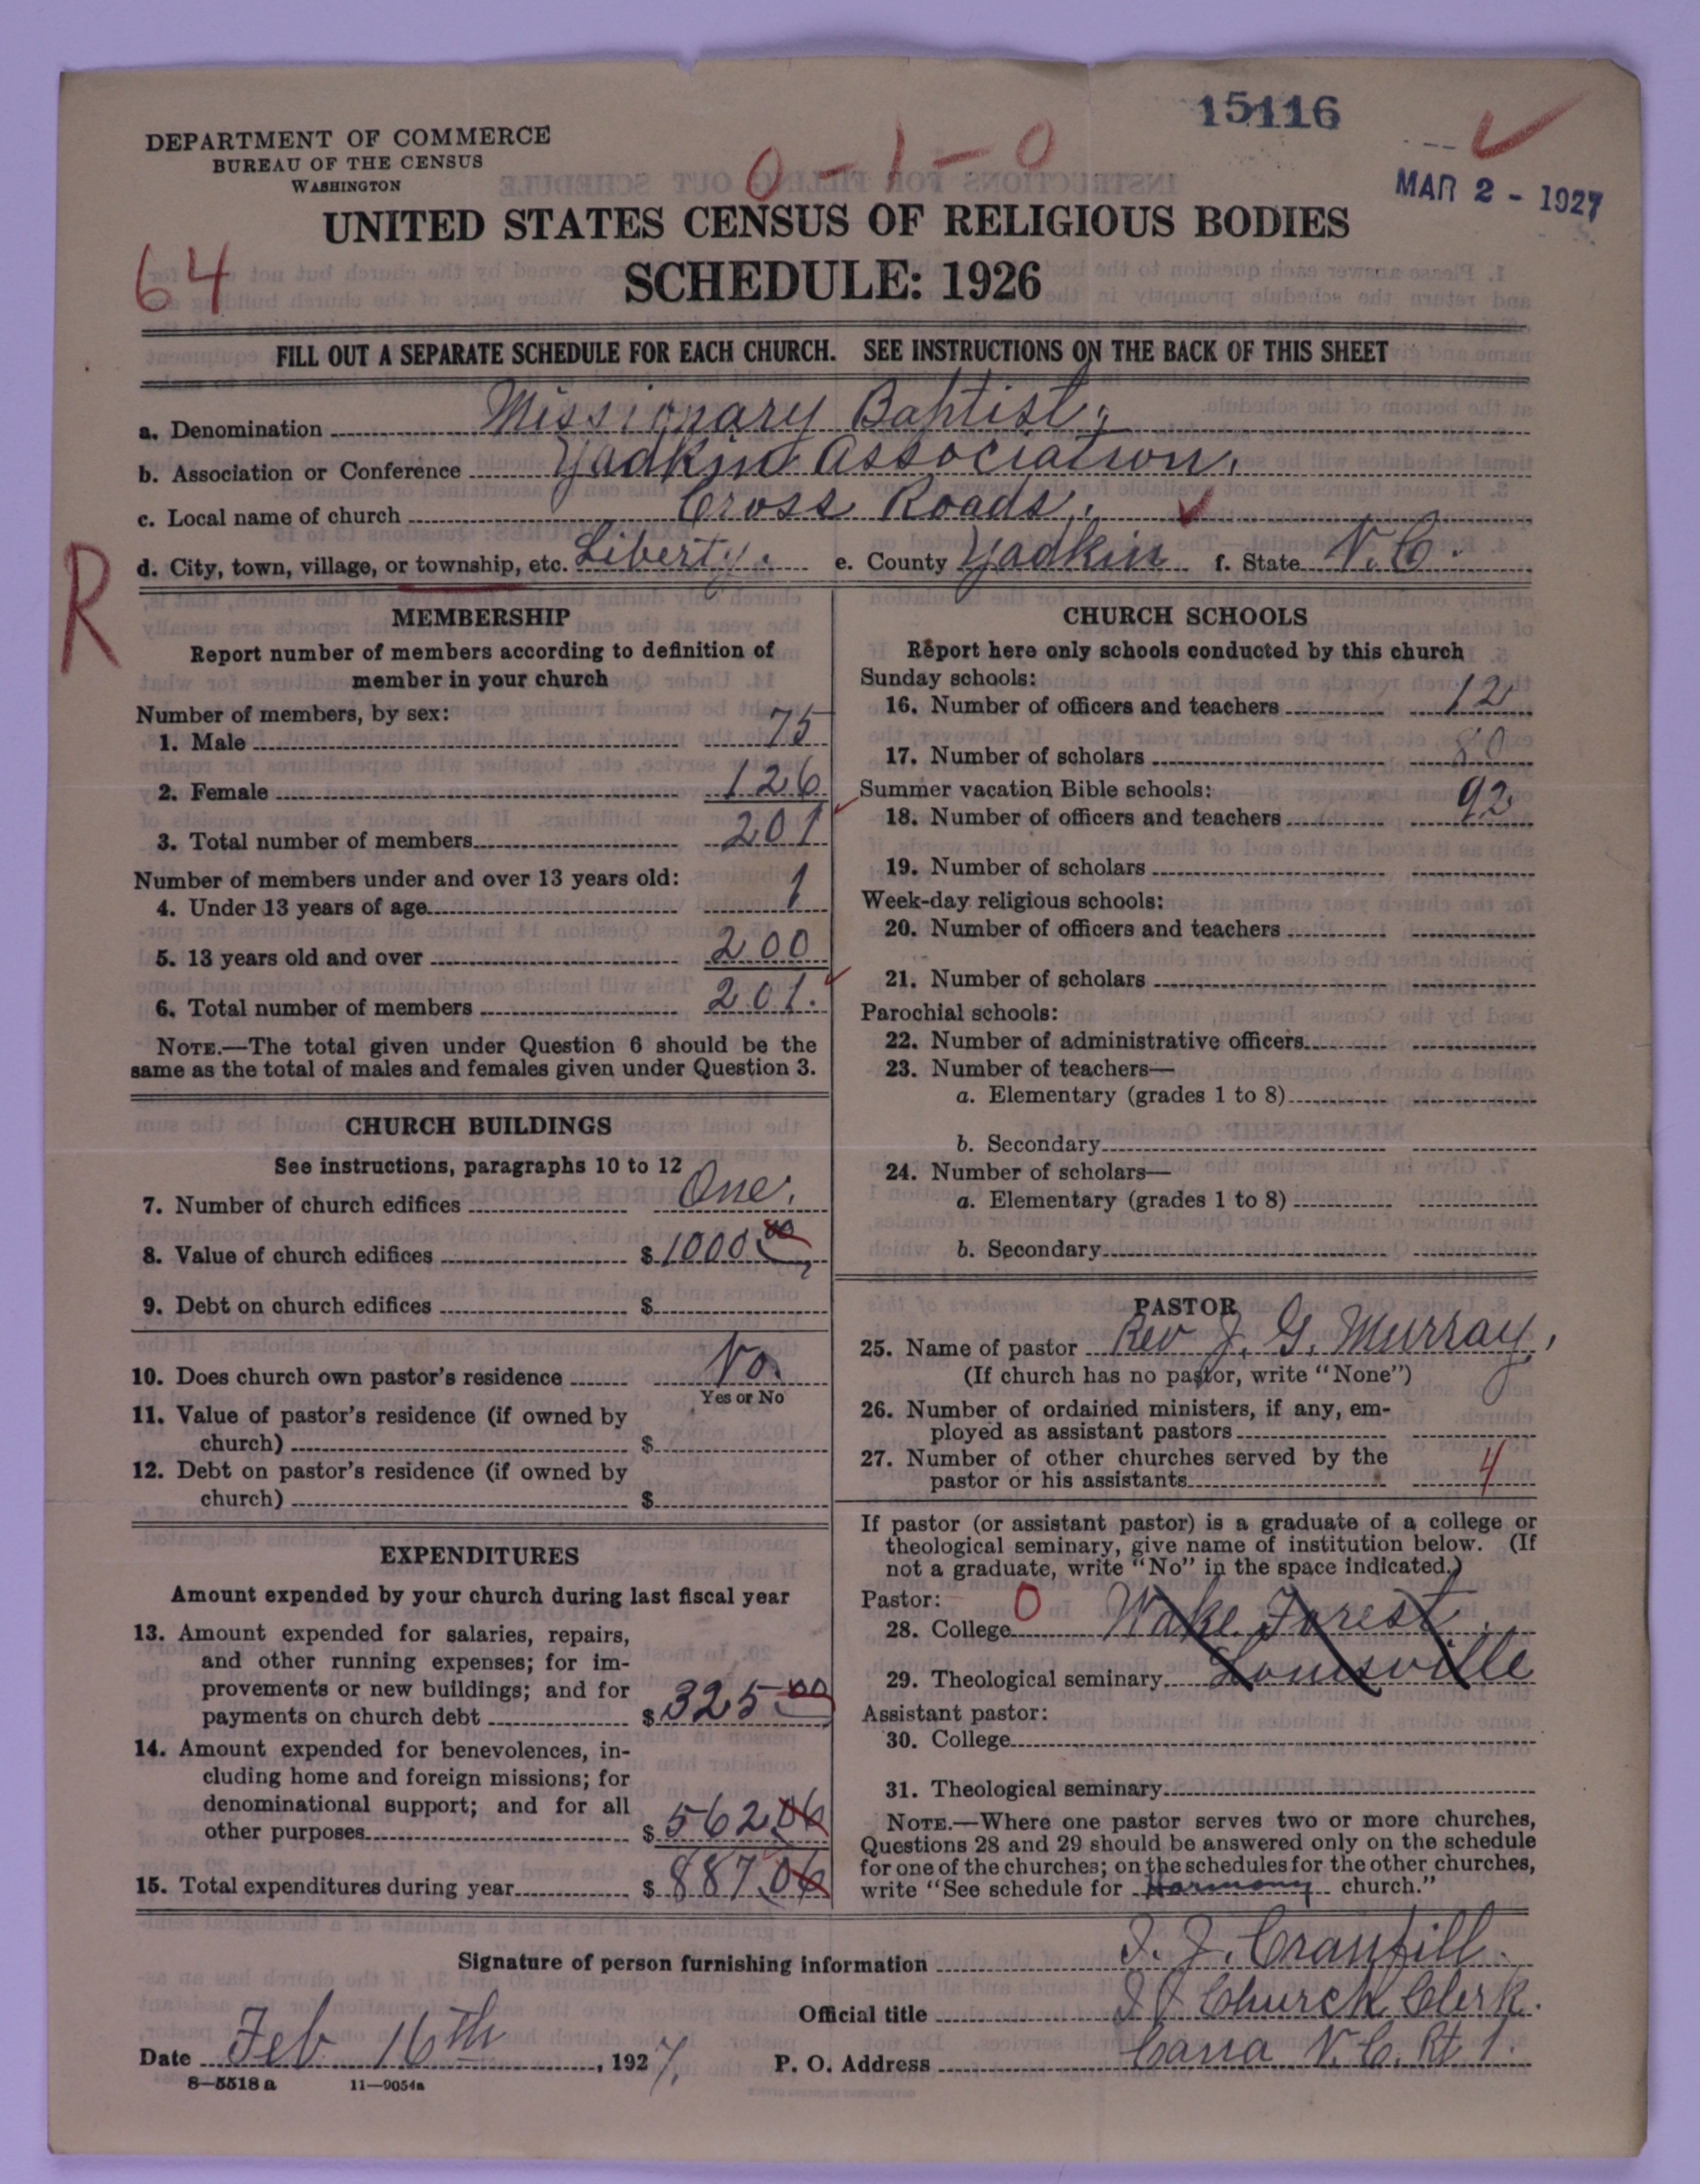 15116
DEPARTMENT OF COMMERCE
BUREAU OF THE CENSUS
WASHINGTON
0-1-0
MAR 2 - 1927
UNITED STATES CENSUS OF RELIGIOUS BODIES
64
SCHEDULE: 1926
FILL OUT A SEPARATE SCHEDULE FOR EACH CHURCH. SEE INSTRUCTIONS ON THE BACK OF THIS SHEET
a. Denomination Missionary Baptist,
b. Association or Conference Yadkin Association.
c. Local name of church Cross Roads.
R
d. City, town, village, or township, etc. Liberty. e. County Yadkin f. State N.C.
MEMBERSHIP
Report number of members according to definition of
member in your church
Number of members, by sex:
1. Male 75
2. Female 126
3. Total number of members 201
Number of members under and over 13 years old:
4. Under 13 years of age 1
5. 13 years old and over 200
6. Total number of members 201.
NOTE.—The total given under Question 6 should be the
same as the total of males and females given under Question 3.
CHURCH BUILDINGS
See instructions, paragraphs 10 to 12
7. Number of church edifices One.
8. Value of church edifices $1000.00
9. Debt on church edifices $
10. Does church own pastor's residence No.
Yes or No
11. Value of pastor's residence (if owned by
church) $
12. Debt on pastor's residence (if owned by
church) $
EXPENDITURES
Amount expended by your church during last fiscal year
13. Amount expended for salaries, repairs,
and other running expenses; for im-
provements or new buildings; and for
payments on church debt $325.00
14. Amount expended for benevolences, in-
cluding home and foreign missions; for
denominational support; and for all
other purposes $562.06
15. Total expenditures during year $887.06
CHURCH SCHOOLS
Report here only schools conducted by this church
Sunday schools:
16. Number of officers and teachers 12
17. Number of scholars 80
Summer vacation Bible schools:
18. Number of officers and teachers 92
19. Number of scholars
Week-day religious schools:
20. Number of officers and teachers
21. Number of scholars
Parochial schools:
22. Number of administrative officers
23. Number of teachers—
a. Elementary (grades 1 to 8)
b. Secondary
24. Number of scholars—
a. Elementary (grades 1 to 8)
b. Secondary
PASTOR
25. Name of pastor Rev J. G. Murray,
(If church has no pastor, write "None")
26. Number of ordained ministers, if any, em-
ployed as assistant pastors
27. Number of other churches served by the
pastor or his assistants 4
If pastor (or assistant pastor) is a graduate of a college or
theological seminary, give name of institution below. (If
not a graduate, write "No" in the space indicated.)
Pastor: 0
28. College Wake Forest.
29. Theological seminary Louisville
Assistant pastor:
30. College
31. Theological seminary
NOTE.—Where one pastor serves two or more churches,
Questions 28 and 29 should be answered only on the schedule
for one of the churches; on the schedules for the other churches,
write "See schedule for Harmony church."
Signature of person furnishing information J. J. Cranfill.
Official title Church Clerk.
Date Feb 16th, 1927. P. O. Address Cana N.C. Rt 1.
8-5518 a 11-9054a